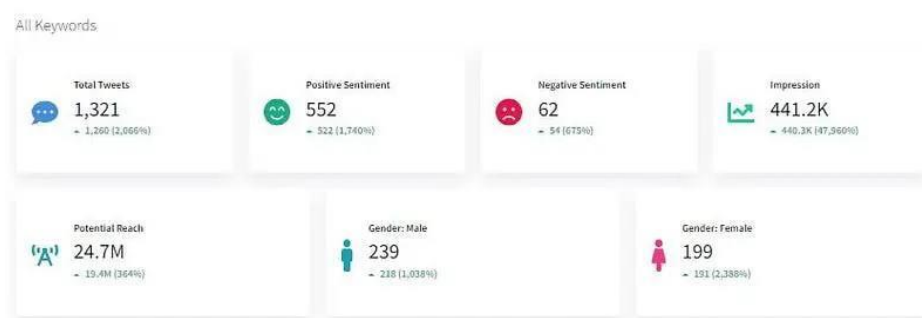 All Keywords
Total Tweets
1,321
1,260 (2,066%)
Positive Sentiment
552
522 (1,740%)
Negative Sentiment
62
54 (675%)
Impression
441.2K
440.3K (47,960%)
Potential Reach
24.7M
19.4M (364%)
Gender: Male
239
218 (1,038%)
Gender: Female
199
191 (2,388%)